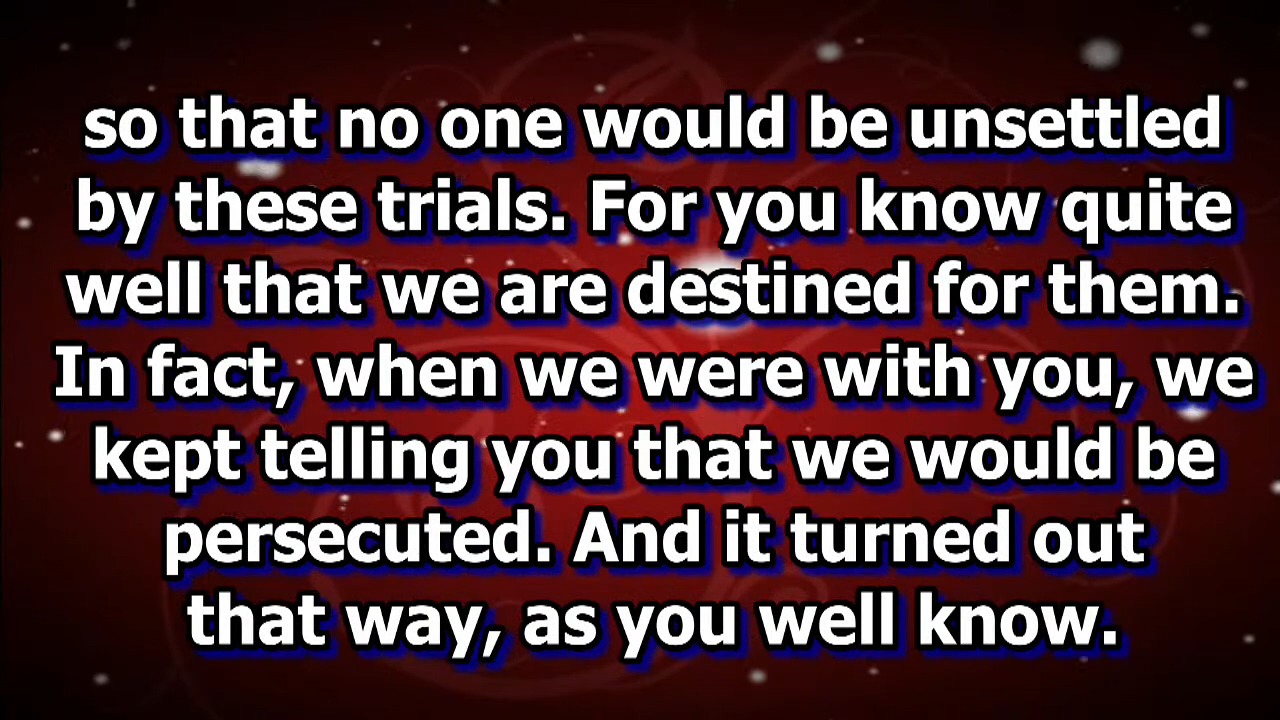 so that no one would be unsettled
by these trials. For you know quite
well that we are destined for them.
In fact, when we were with you, we
kept telling you that we would be
persecuted. And it turned out
that way, as you well know.